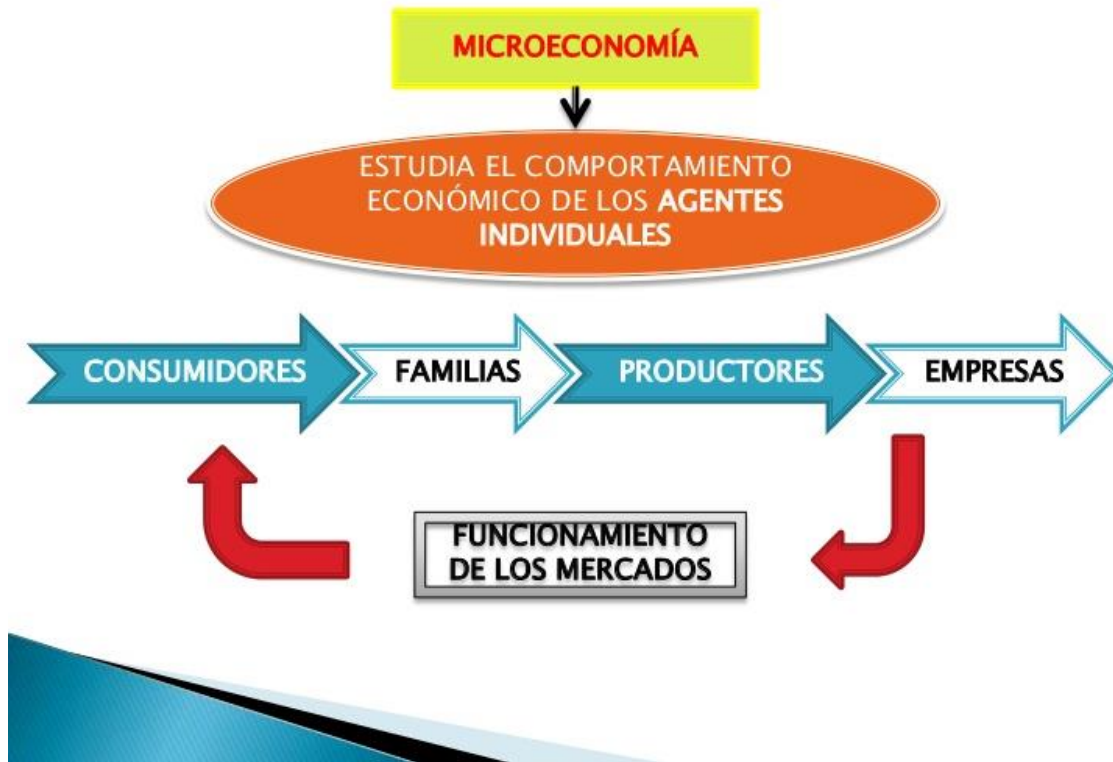 MICROECONOMÍA
ESTUDIA EL COMPORTAMIENTO
ECONÓMICO DE LOS AGENTES
INDIVIDUALES
CONSUMIDORES
FAMILIAS
PRODUCTORES
EMPRESAS
FUNCIONAMIENTO
DE LOS MERCADOS